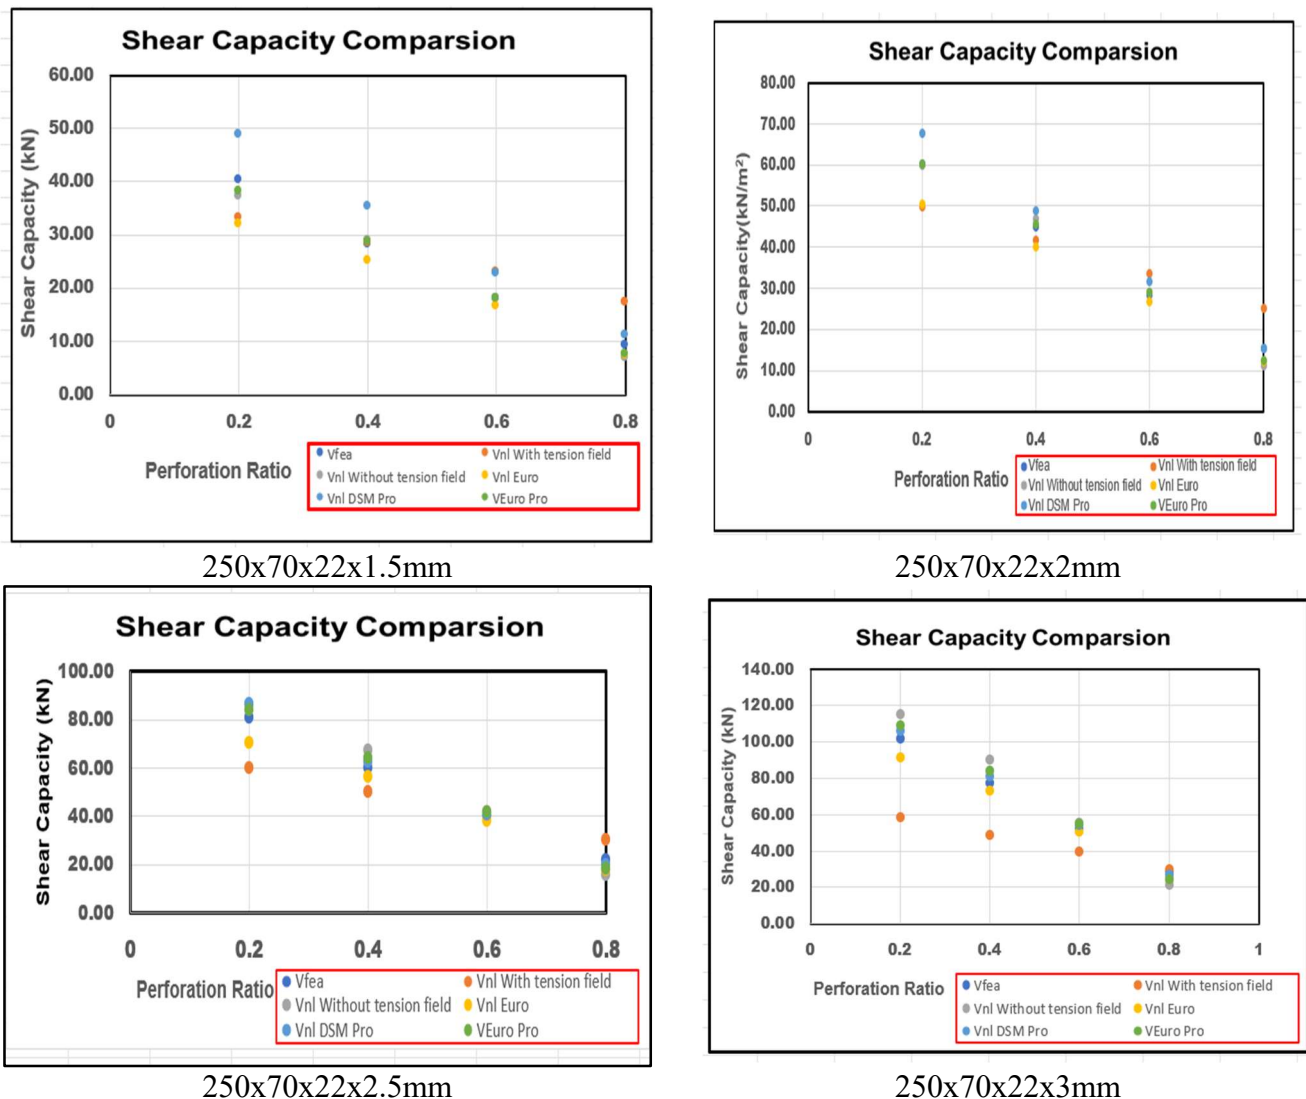 Shear Capacity Comparsion
60.00
50.00
40.00
30.00
20.00
10.00
0.00
Shear Capacity (kN)
0 0.2 0.4 0.6 0.8
Perforation Ratio
Vfea Vnl With tension field
Vnl Without tension field Vnl Euro
Vnl DSM Pro VEuro Pro
250x70x22x1.5mm
Shear Capacity Comparsion
80.00
70.00
60.00
50.00
40.00
30.00
20.00
10.00
0.00
Shear Capacity(kN/m²)
0 0.2 0.4 0.6 0.8
Perforation Ratio
Vfea Vnl With tension field
Vnl Without tension field Vnl Euro
Vnl DSM Pro VEuro Pro
250x70x22x2mm
Shear Capacity Comparsion
100.00
80.00
60.00
40.00
20.00
0.00
Shear Capacity (kN)
0 0.2 0.4 0.6 0.8
Perforation Ratio
Vfea Vnl With tension field
Vnl Without tension field Vnl Euro
Vnl DSM Pro VEuro Pro
250x70x22x2.5mm
Shear Capacity Comparsion
140.00
120.00
100.00
80.00
60.00
40.00
20.00
0.00
Shear Capacity (kN)
0 0.2 0.4 0.6 0.8 1
Perforation Ratio
Vfea Vnl With tension field
Vnl Without tension field Vnl Euro
Vnl DSM Pro VEuro Pro
250x70x22x3mm